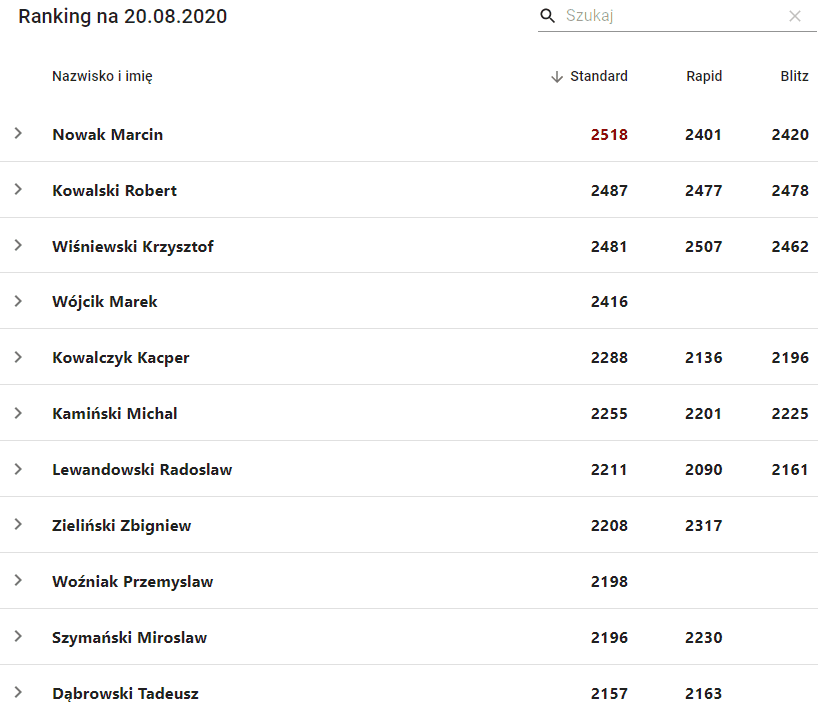 Ranking na 20.08.2020 Szukaj
Nazwisko i imię Standard Rapid Blitz
Nowak Marcin 2518 2401 2420
Kowalski Robert 2487 2477 2478
Wiśniewski Krzysztof 2481 2507 2462
Wójcik Marek 2416
Kowalczyk Kacper 2288 2136 2196
Kamiński Michal 2255 2201 2225
Lewandowski Radoslaw 2211 2090 2161
Zieliński Zbigniew 2208 2317
Woźniak Przemyslaw 2198
Szymański Miroslaw 2196 2230
Dąbrowski Tadeusz 2157 2163